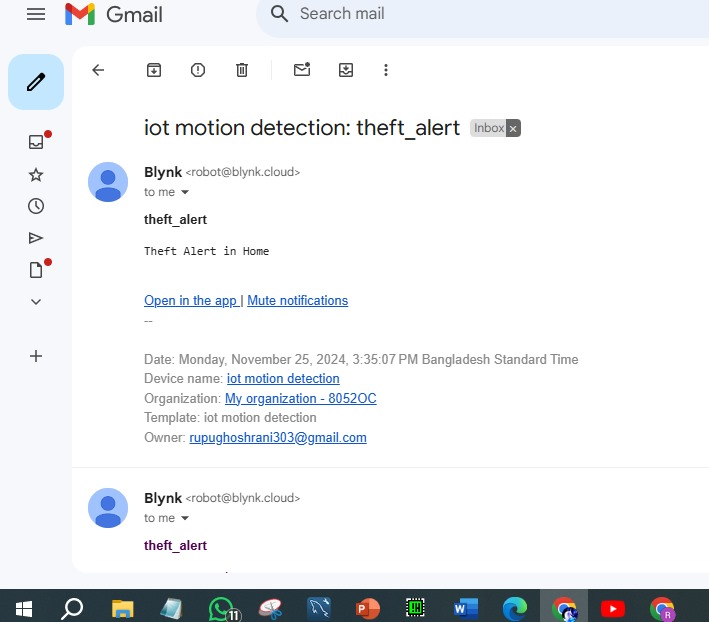 Gmail
Search mail
iot motion detection: theft_alert
Inbox x
Blynk <robot@blynk.cloud>
to me
theft_alert
Theft Alert in Home
Open in the app | Mute notifications
--
Date: Monday, November 25, 2024, 3:35:07 PM Bangladesh Standard Time
Device name: iot motion detection
Organization: My organization - 8052OC
Template: iot motion detection
Owner: rupughoshrani303@gmail.com
Blynk <robot@blynk.cloud>
to me
theft_alert
11
P
W
R